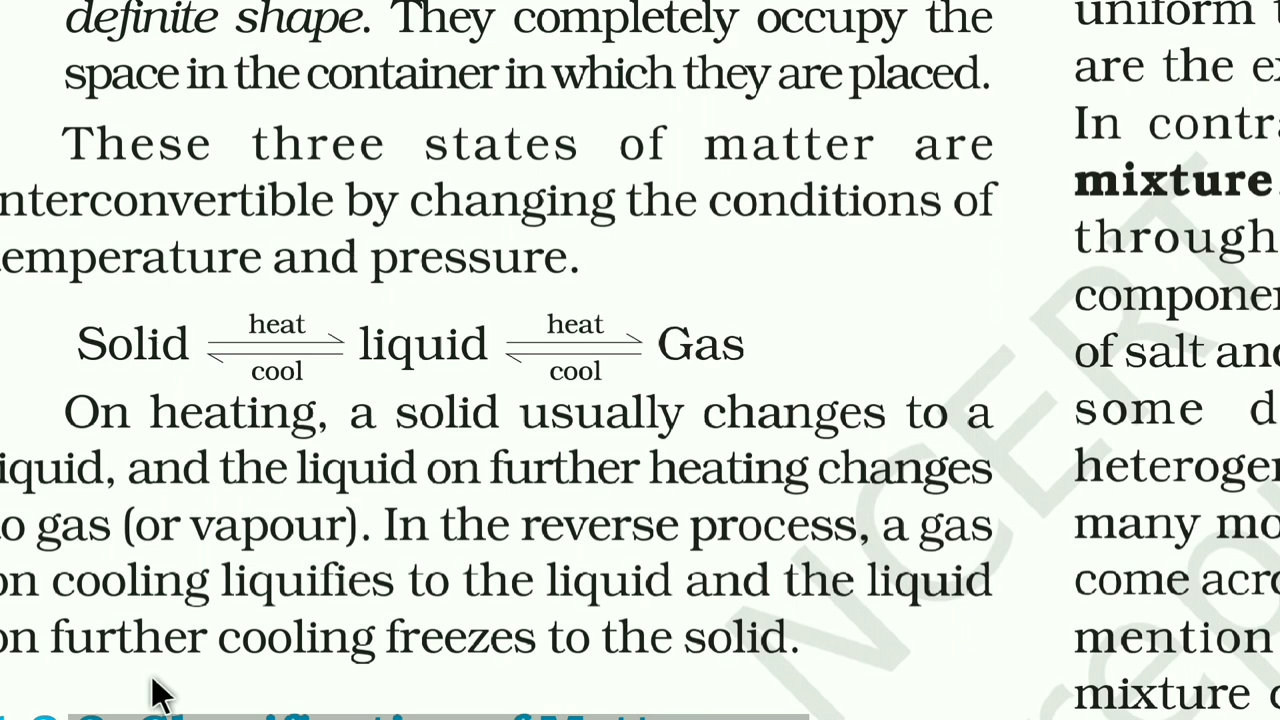 definite shape. They completely occupy the
space in the container in which they are placed.
These three states of matter are
nterconvertible by changing the conditions of
emperature and pressure.
heat heat
Solid liquid Gas
cool cool
On heating, a solid usually changes to a
iquid, and the liquid on further heating changes
o gas (or vapour). In the reverse process, a gas
on cooling liquifies to the liquid and the liquid
on further cooling freezes to the solid.
uniform
are the
In contr
mixture
through
componen
of salt and
some d
heteroger
many mo
come acro
mention
mixture
NCERT